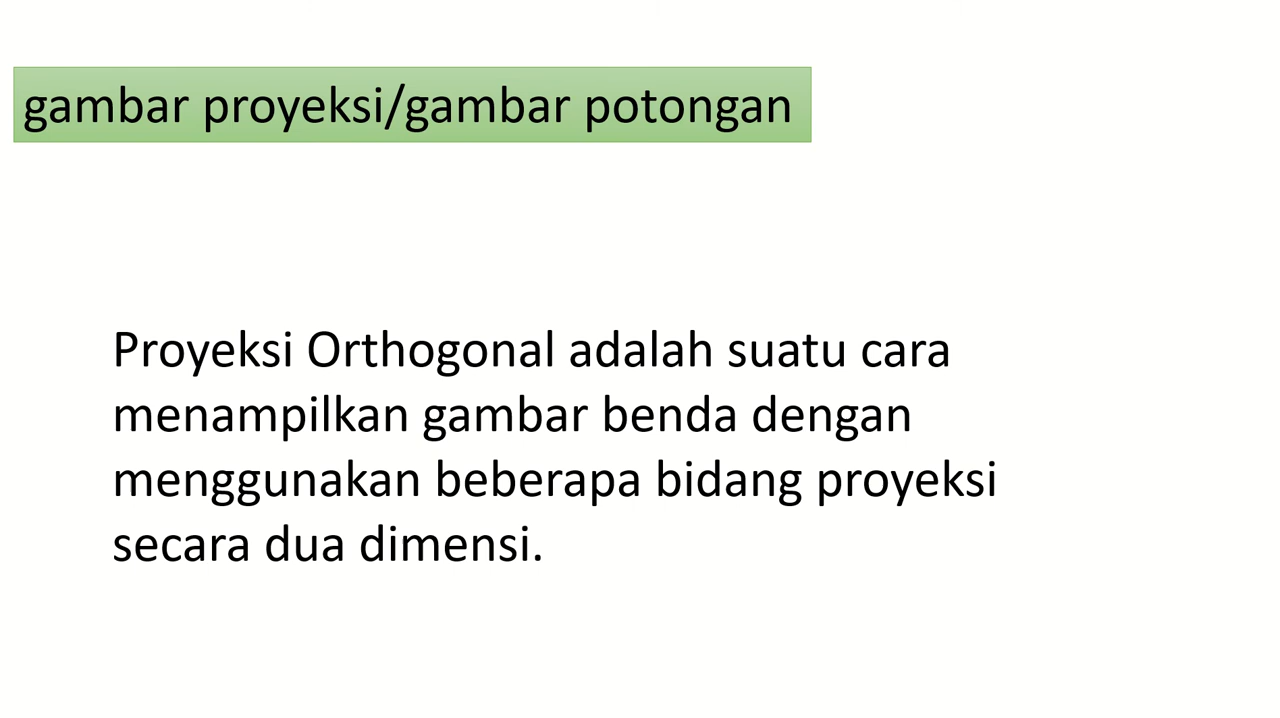 gambar proyeksi/gambar potongan
Proyeksi Orthogonal adalah suatu cara
menampilkan gambar benda dengan
menggunakan beberapa bidang proyeksi
secara dua dimensi.